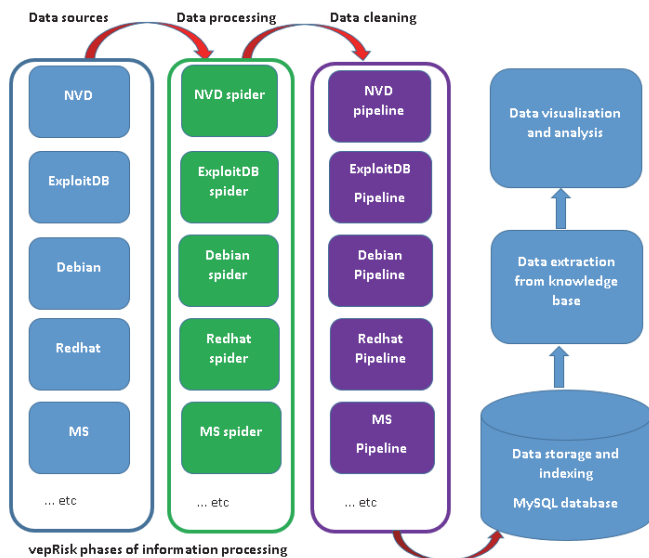 Data sources
Data processing
Data cleaning
NVD
ExploitDB
Debian
Redhat
MS
... etc
NVD spider
ExploitDB
spider
Debian
spider
Redhat
spider
MS spider
... etc
NVD
pipeline
ExploitDB
Pipeline
Debian
Pipeline
Redhat
Pipeline
MS
Pipeline
... etc
Data visualization
and analysis
Data extraction
from knowledge
base
Data storage and
indexing
MySQL database
vepRisk phases of information processing